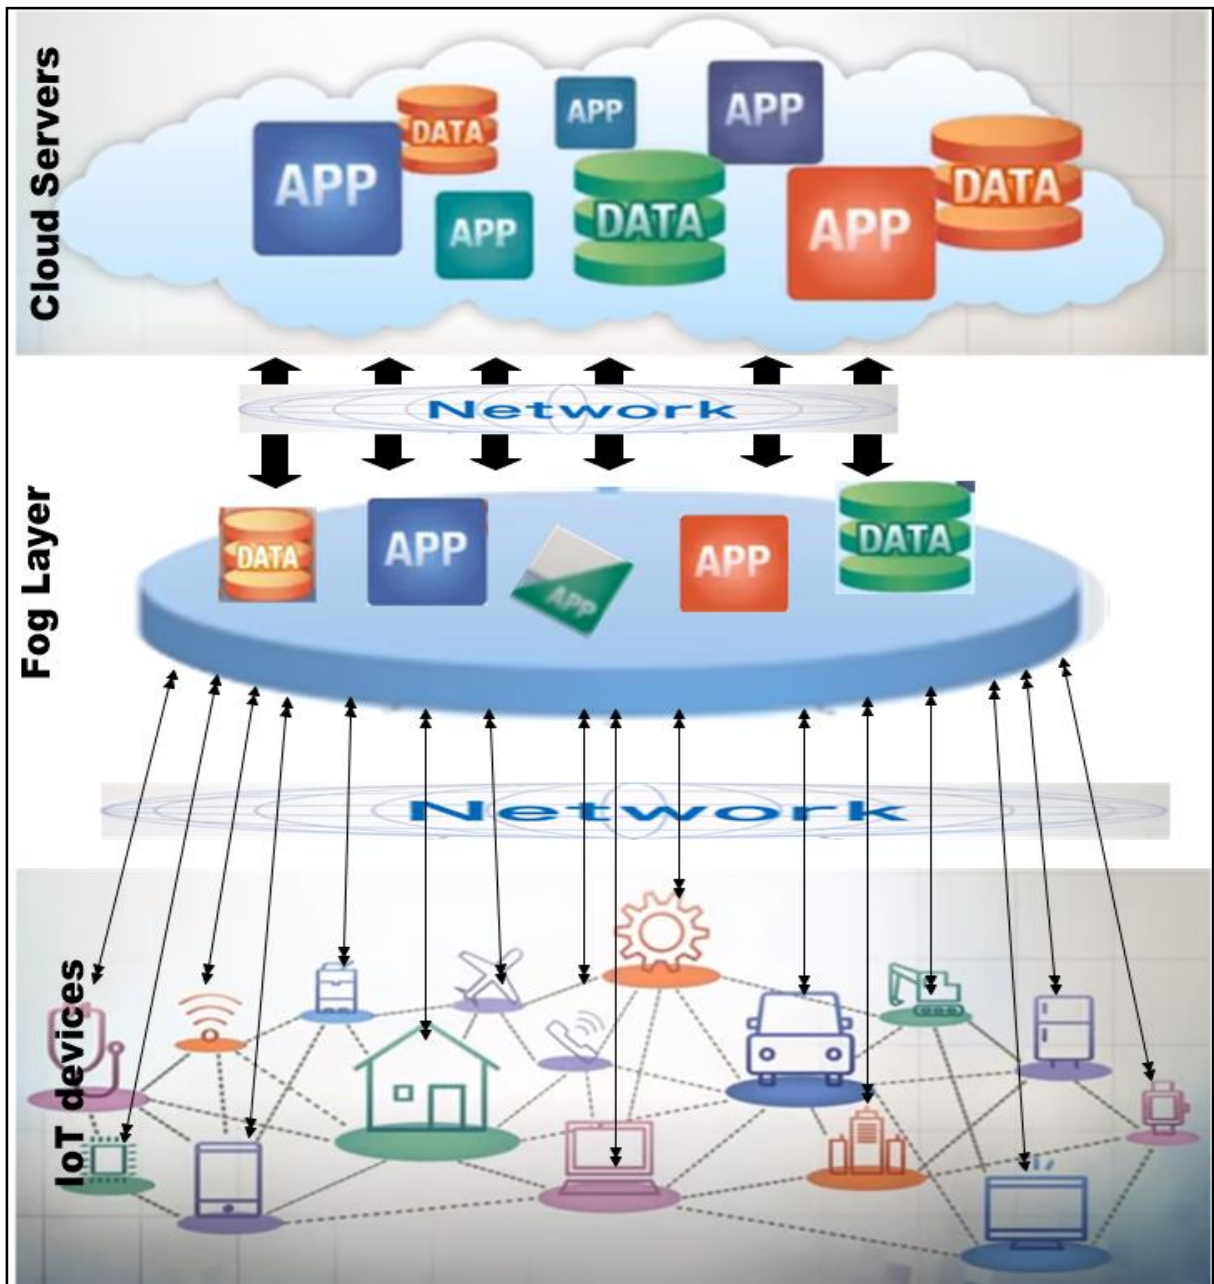 Cloud Servers
DATA
APP
APP
APP
APP
DATA
APP
DATA
Network
Fog Layer
DATA
APP
APP
APP
DATA
Network
IoT devices